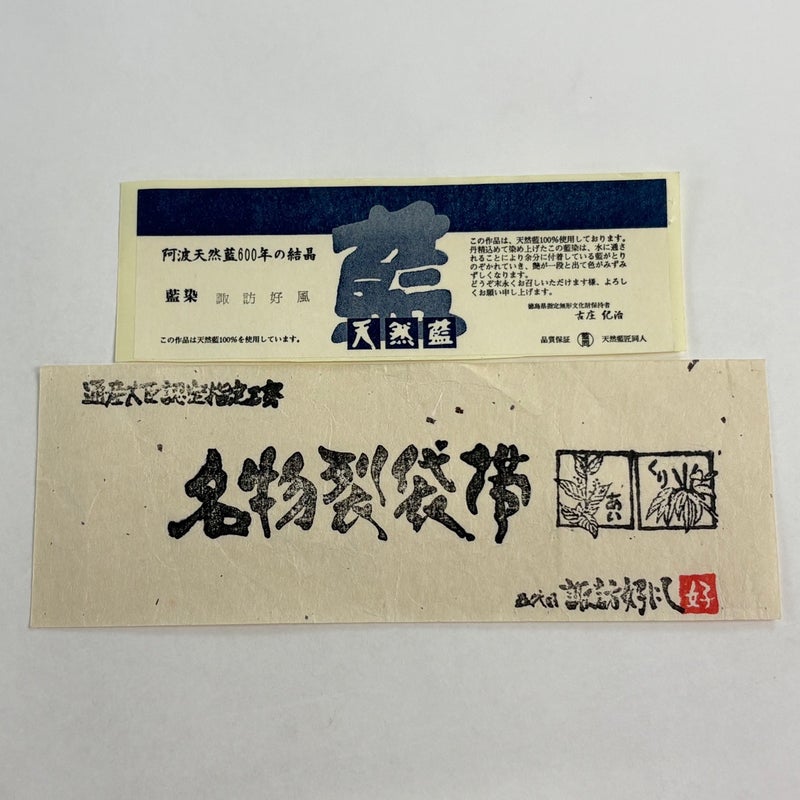 阿波天然藍600年の結晶
藍染 諏訪好風
この作品は天然藍100%を使用しています。
藍
天然藍
この作品は、天然藍100%使用しております。
丹精込めて染め上げたこの藍染は、水に通さ
れることにより余分に付着している藍がとり
のぞかれていき、艶が一段と出て色がみずみ
ずしくなります。
どうぞ末永くお召しいただけます様、よろし
くお願い申し上げます。
徳島県指定無形文化財保持者
古庄 紀治
品質保証 天然藍匠同人
通産大臣認定指定工房
名物裂袋帯
あい
くり
五代目 諏訪好風
好